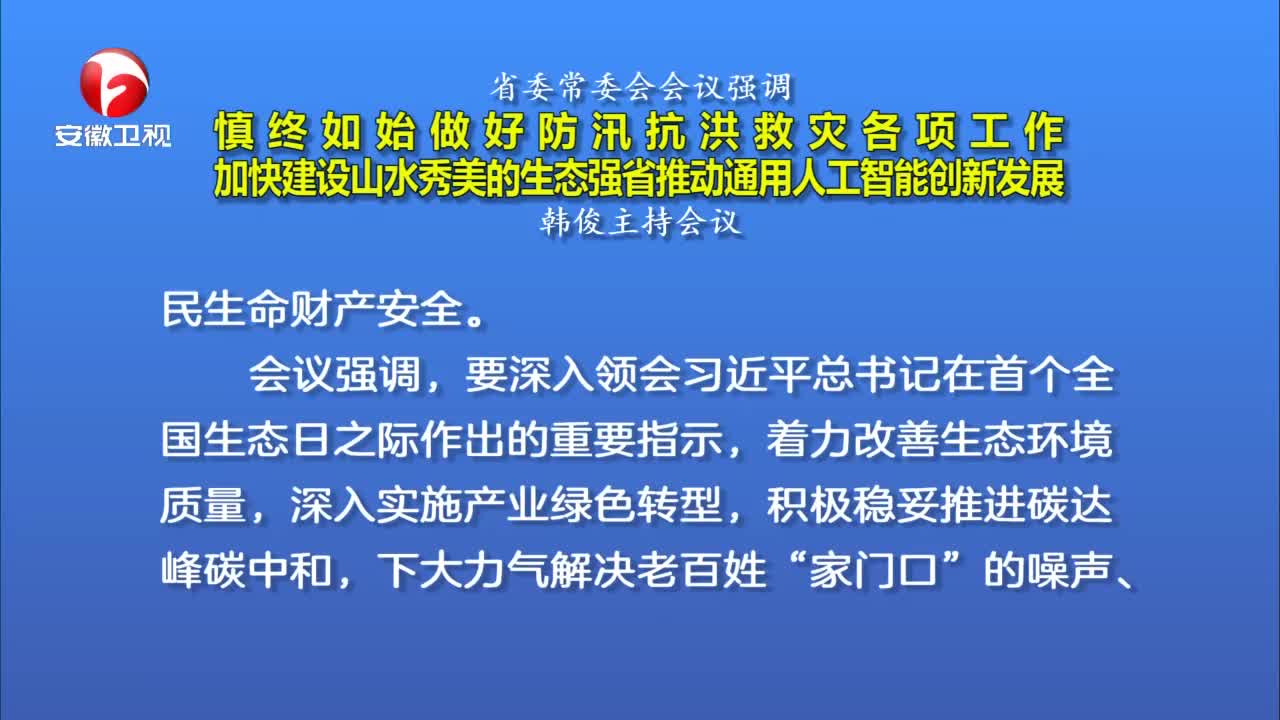 安徽卫视
省委常委会会议强调
慎终如始做好防汛抗洪救灾各项工作
加快建设山水秀美的生态强省推动通用人工智能创新发展
韩俊主持会议
民生命财产安全。
会议强调，要深入领会习近平总书记在首个全
国生态日之际作出的重要指示，着力改善生态环境
质量，深入实施产业绿色转型，积极稳妥推进碳达
峰碳中和，下大力气解决老百姓“家门口”的噪声、